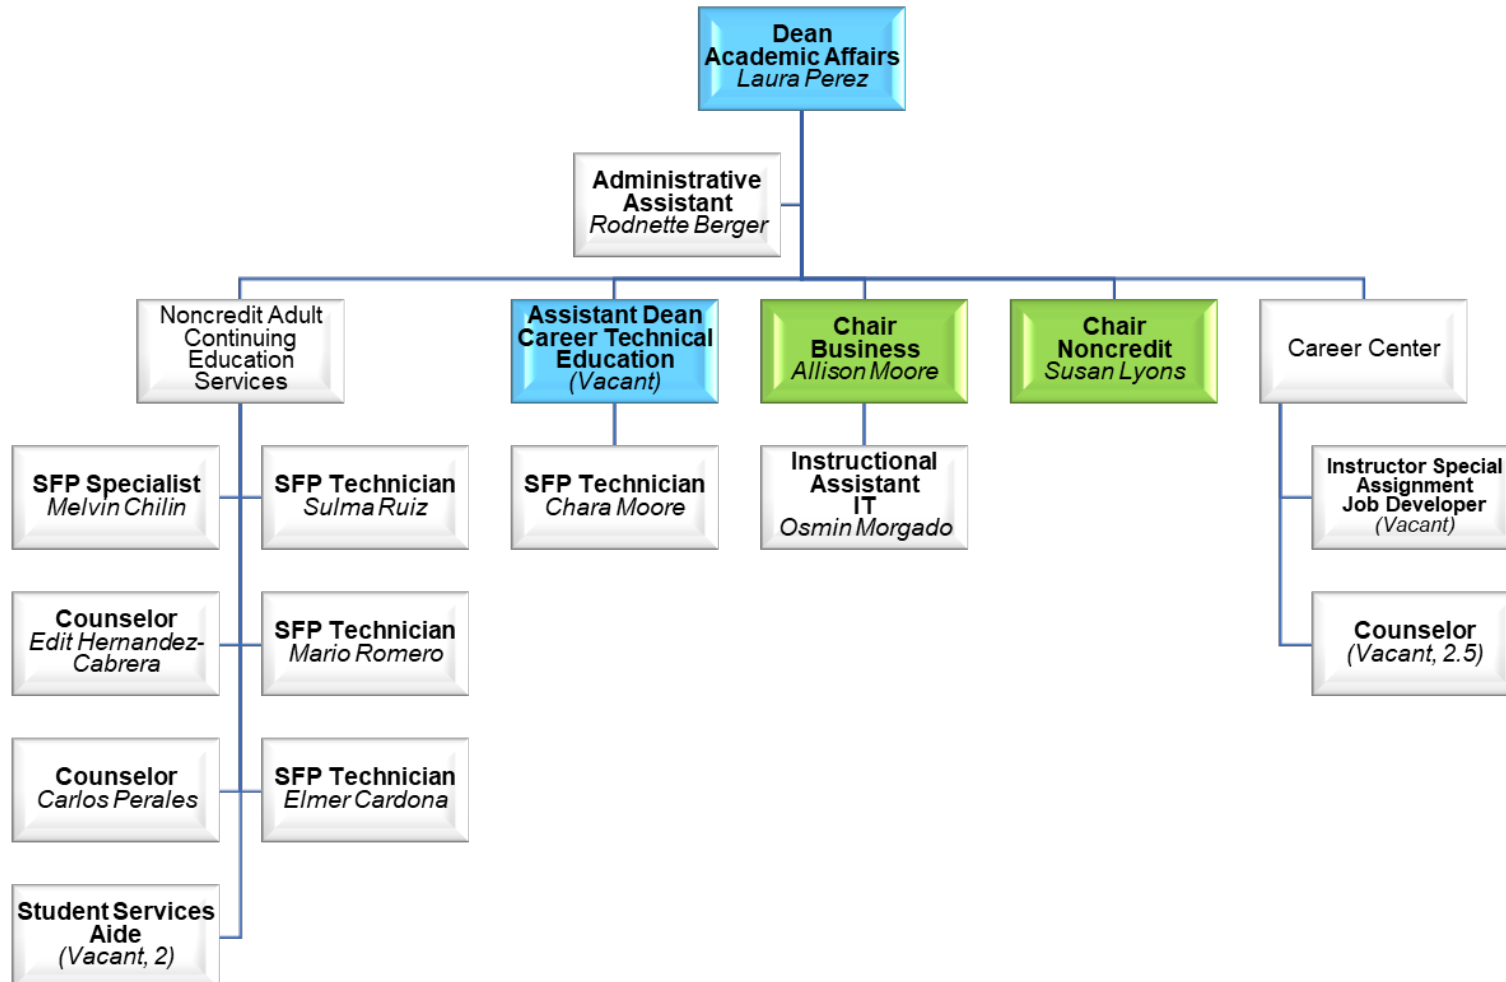 Dean
Academic Affairs
Laura Perez
Administrative
Assistant
Rodnette Berger
Noncredit Adult
Continuing
Education
Services
Assistant Dean
Career Technical
Education
(Vacant)
Chair
Business
Allison Moore
Chair
Noncredit
Susan Lyons
Career Center
SFP Specialist
Melvin Chilin
SFP Technician
Sulma Ruiz
SFP Technician
Chara Moore
Instructional
Assistant
IT
Osmin Morgado
Instructor Special
Assignment
Job Developer
(Vacant)
Counselor
Edit Hernandez-
Cabrera
SFP Technician
Mario Romero
Counselor
(Vacant, 2.5)
Counselor
Carlos Perales
SFP Technician
Elmer Cardona
Student Services
Aide
(Vacant, 2)